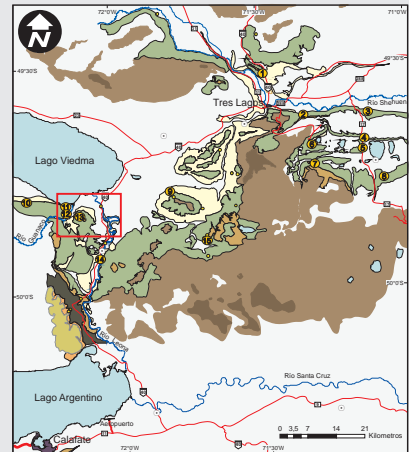 N
72°0'W
71°30'W
71°0'W
49°30'S
49°30'S
1
Tres Lagos
2
3
4
5
6
7
8
Lago Viedma
9
10
11
12
13
14
15
50°0'S
50°0'S
Río Santa Cruz
Lago Argentino
Aeropuerto
Calafate
0 3,5 7 14 21
Kilometros
72°0'W
71°30'W